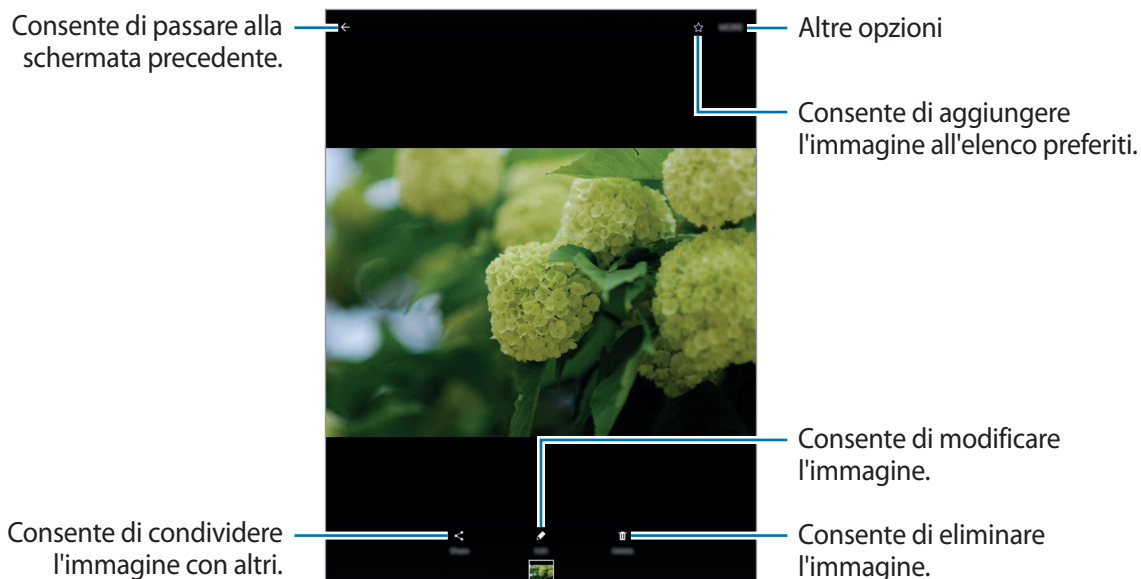 Consente di passare alla
schermata precedente.
Altre opzioni
Consente di aggiungere
l'immagine all'elenco preferiti.
Consente di modificare
l'immagine.
Consente di condividere
l'immagine con altri.
Consente di eliminare
l'immagine.